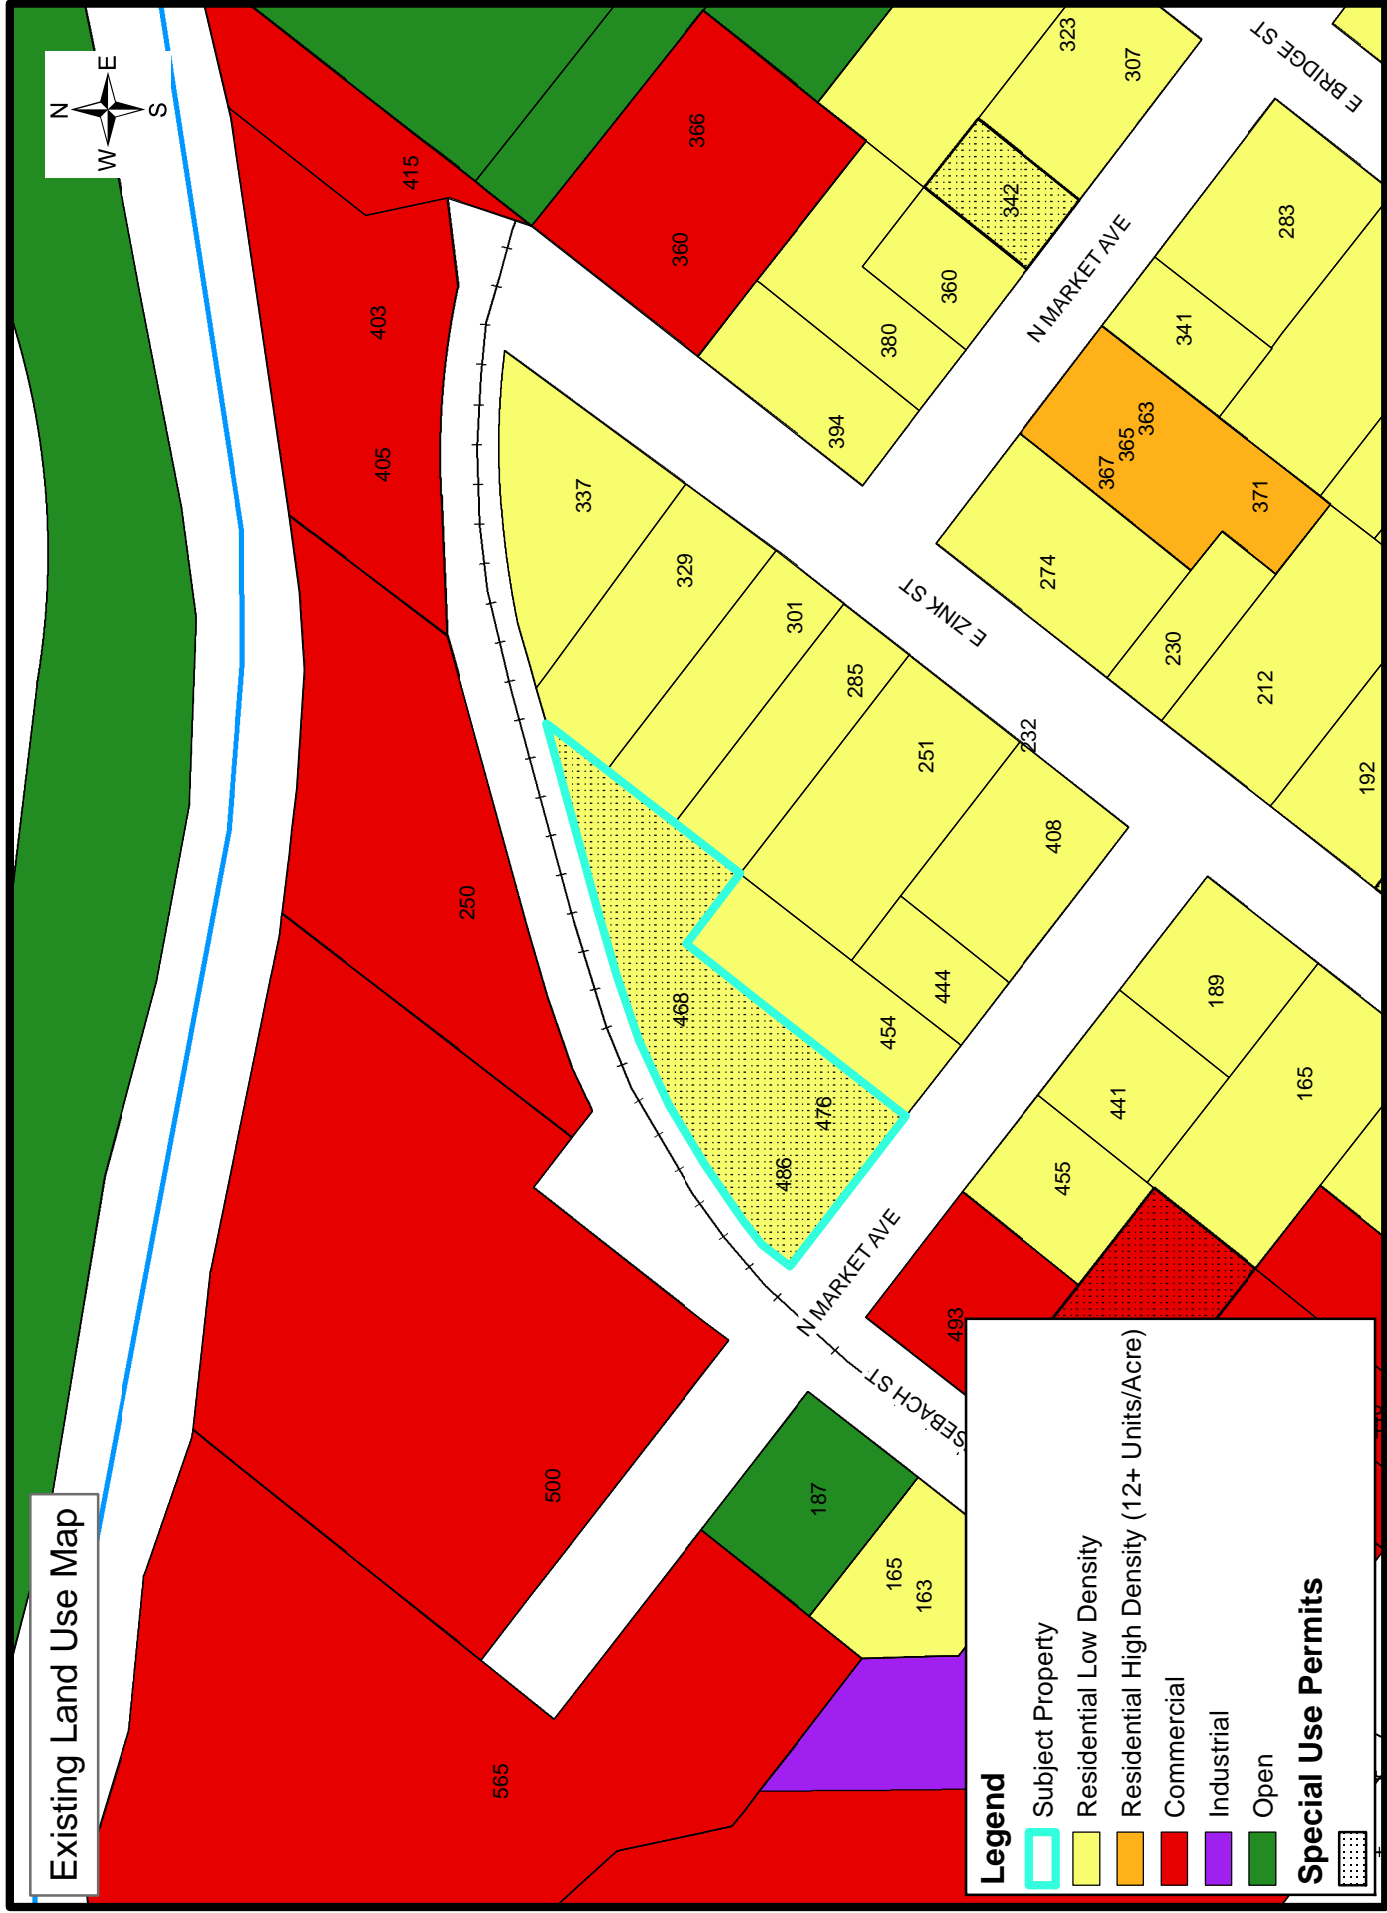 Existing Land Use Map
N
W
E
S
415
403
405
250
500
565
366
360
337
329
301
285
251
232
408
444
454
468
476
486
394
380
360
342
323
307
N MARKET AVE
E BRIDGE ST
283
341
363
365
367
371
274
E ZINK ST
230
212
192
189
441
165
455
493
N MARKET AVE
187
165
163
Legend
Subject Property
Residential Low Density
Residential High Density (12+ Units/Acre)
Commercial
Industrial
Open
Special Use Permits